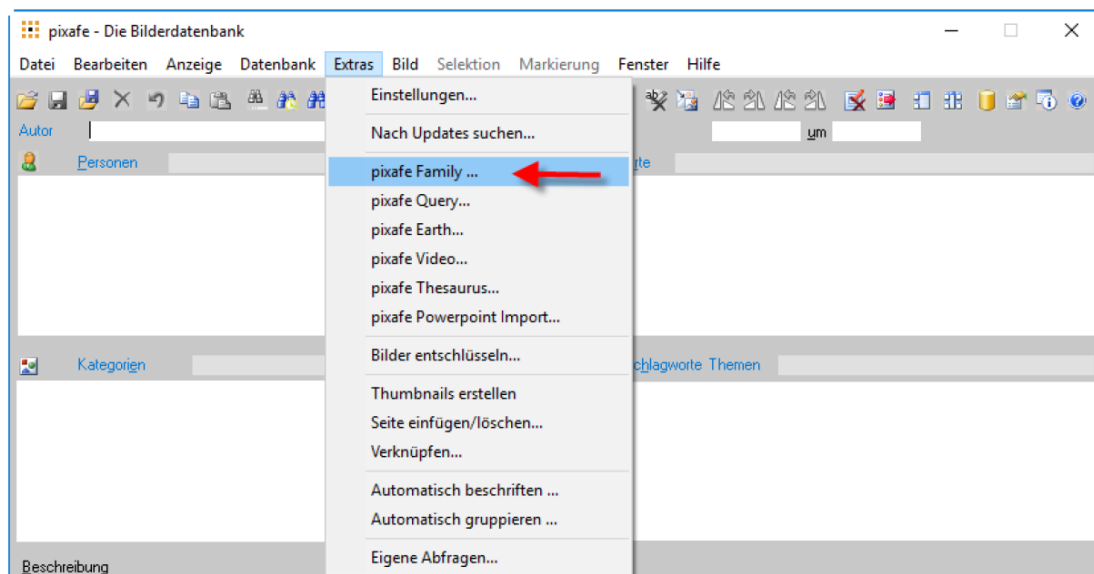 pixafe - Die Bilderdatenbank
Datei Bearbeiten Anzeige Datenbank Extras Bild Selektion Markierung Fenster Hilfe
Autor um
Personen rte
Kategorien chlagworte Themen
Beschreibung
Einstellungen...
Nach Updates suchen...
pixafe Family ...
pixafe Query...
pixafe Earth...
pixafe Video...
pixafe Thesaurus...
pixafe Powerpoint Import...
Bilder entschlüsseln...
Thumbnails erstellen
Seite einfügen/löschen...
Verknüpfen...
Automatisch beschriften ...
Automatisch gruppieren ...
Eigene Abfragen...